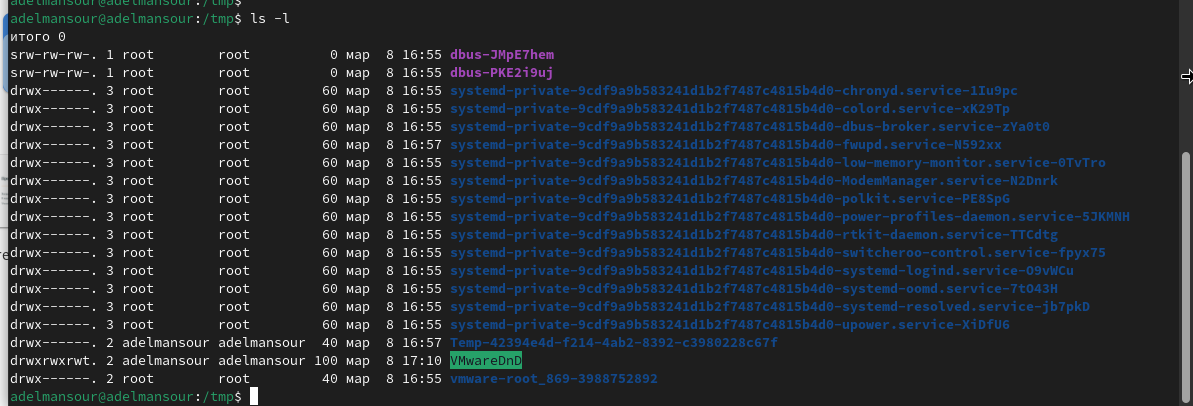 adelmansour@adelmansour:/tmp$
adelmansour@adelmansour:/tmp$ ls -l
итого 0
srw-rw-rw-. 1 root root 0 мар 8 16:55 dbus-JMpE7hem
srw-rw-rw-. 1 root root 0 мар 8 16:55 dbus-PKE2i9uj
drwx------. 3 root root 60 мар 8 16:55 systemd-private-9cdf9a9b583241d1b2f7487c4815b4d0-chronyd.service-1Iu9pc
drwx------. 3 root root 60 мар 8 16:55 systemd-private-9cdf9a9b583241d1b2f7487c4815b4d0-colord.service-xK29Tp
drwx------. 3 root root 60 мар 8 16:55 systemd-private-9cdf9a9b583241d1b2f7487c4815b4d0-dbus-broker.service-zYa0t0
drwx------. 3 root root 60 мар 8 16:57 systemd-private-9cdf9a9b583241d1b2f7487c4815b4d0-fwupd.service-N592xx
drwx------. 3 root root 60 мар 8 16:55 systemd-private-9cdf9a9b583241d1b2f7487c4815b4d0-low-memory-monitor.service-0TvTro
drwx------. 3 root root 60 мар 8 16:55 systemd-private-9cdf9a9b583241d1b2f7487c4815b4d0-ModemManager.service-N2Dnrk
drwx------. 3 root root 60 мар 8 16:55 systemd-private-9cdf9a9b583241d1b2f7487c4815b4d0-polkit.service-PE8SpG
drwx------. 3 root root 60 мар 8 16:55 systemd-private-9cdf9a9b583241d1b2f7487c4815b4d0-power-profiles-daemon.service-5JKMNH
drwx------. 3 root root 60 мар 8 16:55 systemd-private-9cdf9a9b583241d1b2f7487c4815b4d0-rtkit-daemon.service-TTCdtg
drwx------. 3 root root 60 мар 8 16:55 systemd-private-9cdf9a9b583241d1b2f7487c4815b4d0-switcheroo-control.service-fpyx75
drwx------. 3 root root 60 мар 8 16:55 systemd-private-9cdf9a9b583241d1b2f7487c4815b4d0-systemd-logind.service-O9vWCu
drwx------. 3 root root 60 мар 8 16:55 systemd-private-9cdf9a9b583241d1b2f7487c4815b4d0-systemd-oomd.service-7tO43H
drwx------. 3 root root 60 мар 8 16:55 systemd-private-9cdf9a9b583241d1b2f7487c4815b4d0-systemd-resolved.service-jb7pkD
drwx------. 3 root root 60 мар 8 16:55 systemd-private-9cdf9a9b583241d1b2f7487c4815b4d0-upower.service-XiDfU6
drwx------. 2 adelmansour adelmansour 40 мар 8 16:57 Temp-42394e4d-f214-4ab2-8392-c3980228c67f
drwxrwxrwt. 2 adelmansour adelmansour 100 мар 8 17:10 VMwareDnD
drwx------. 2 root root 40 мар 8 16:55 vmware-root_869-3988752892
adelmansour@adelmansour:/tmp$